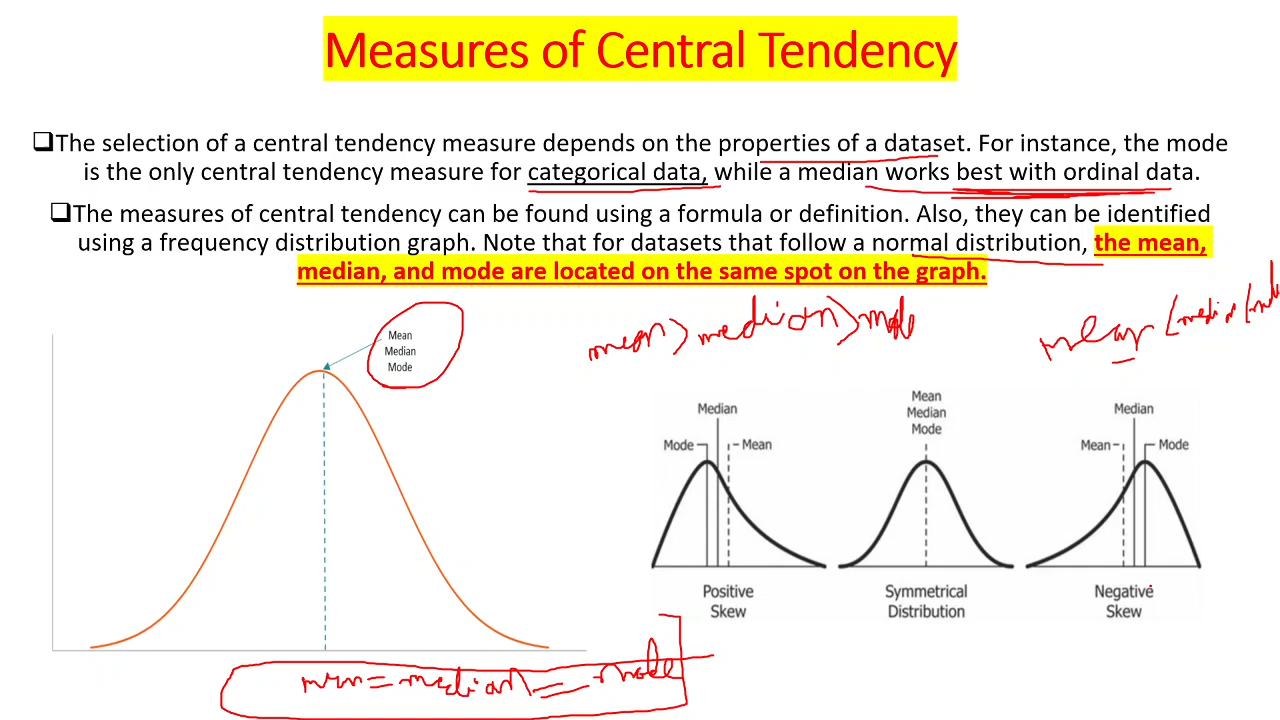 Measures of Central Tendency
❑The selection of a central tendency measure depends on the properties of a dataset. For instance, the mode
is the only central tendency measure for categorical data, while a median works best with ordinal data.
❑The measures of central tendency can be found using a formula or definition. Also, they can be identified
using a frequency distribution graph. Note that for datasets that follow a normal distribution, the mean,
median, and mode are located on the same spot on the graph.
mean > median > mode
mean < median <
Mean
Median
Mode
Median
Mode
Mean
Positive
Skew
Mean
Median
Mode
Symmetrical
Distribution
Median
Mean
Mode
Negative
Skew
= median = mode